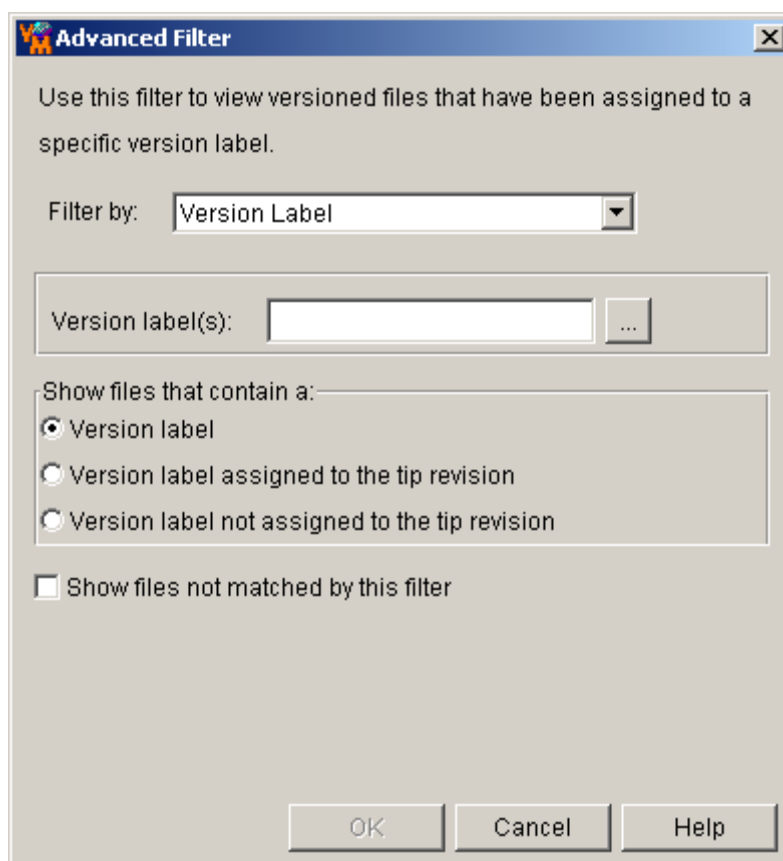 Advanced Filter
Use this filter to view versioned files that have been assigned to a
specific version label.
Filter by: Version Label
Version label(s): ...
Show files that contain a:
Version label
Version label assigned to the tip revision
Version label not assigned to the tip revision
Show files not matched by this filter
OK Cancel Help